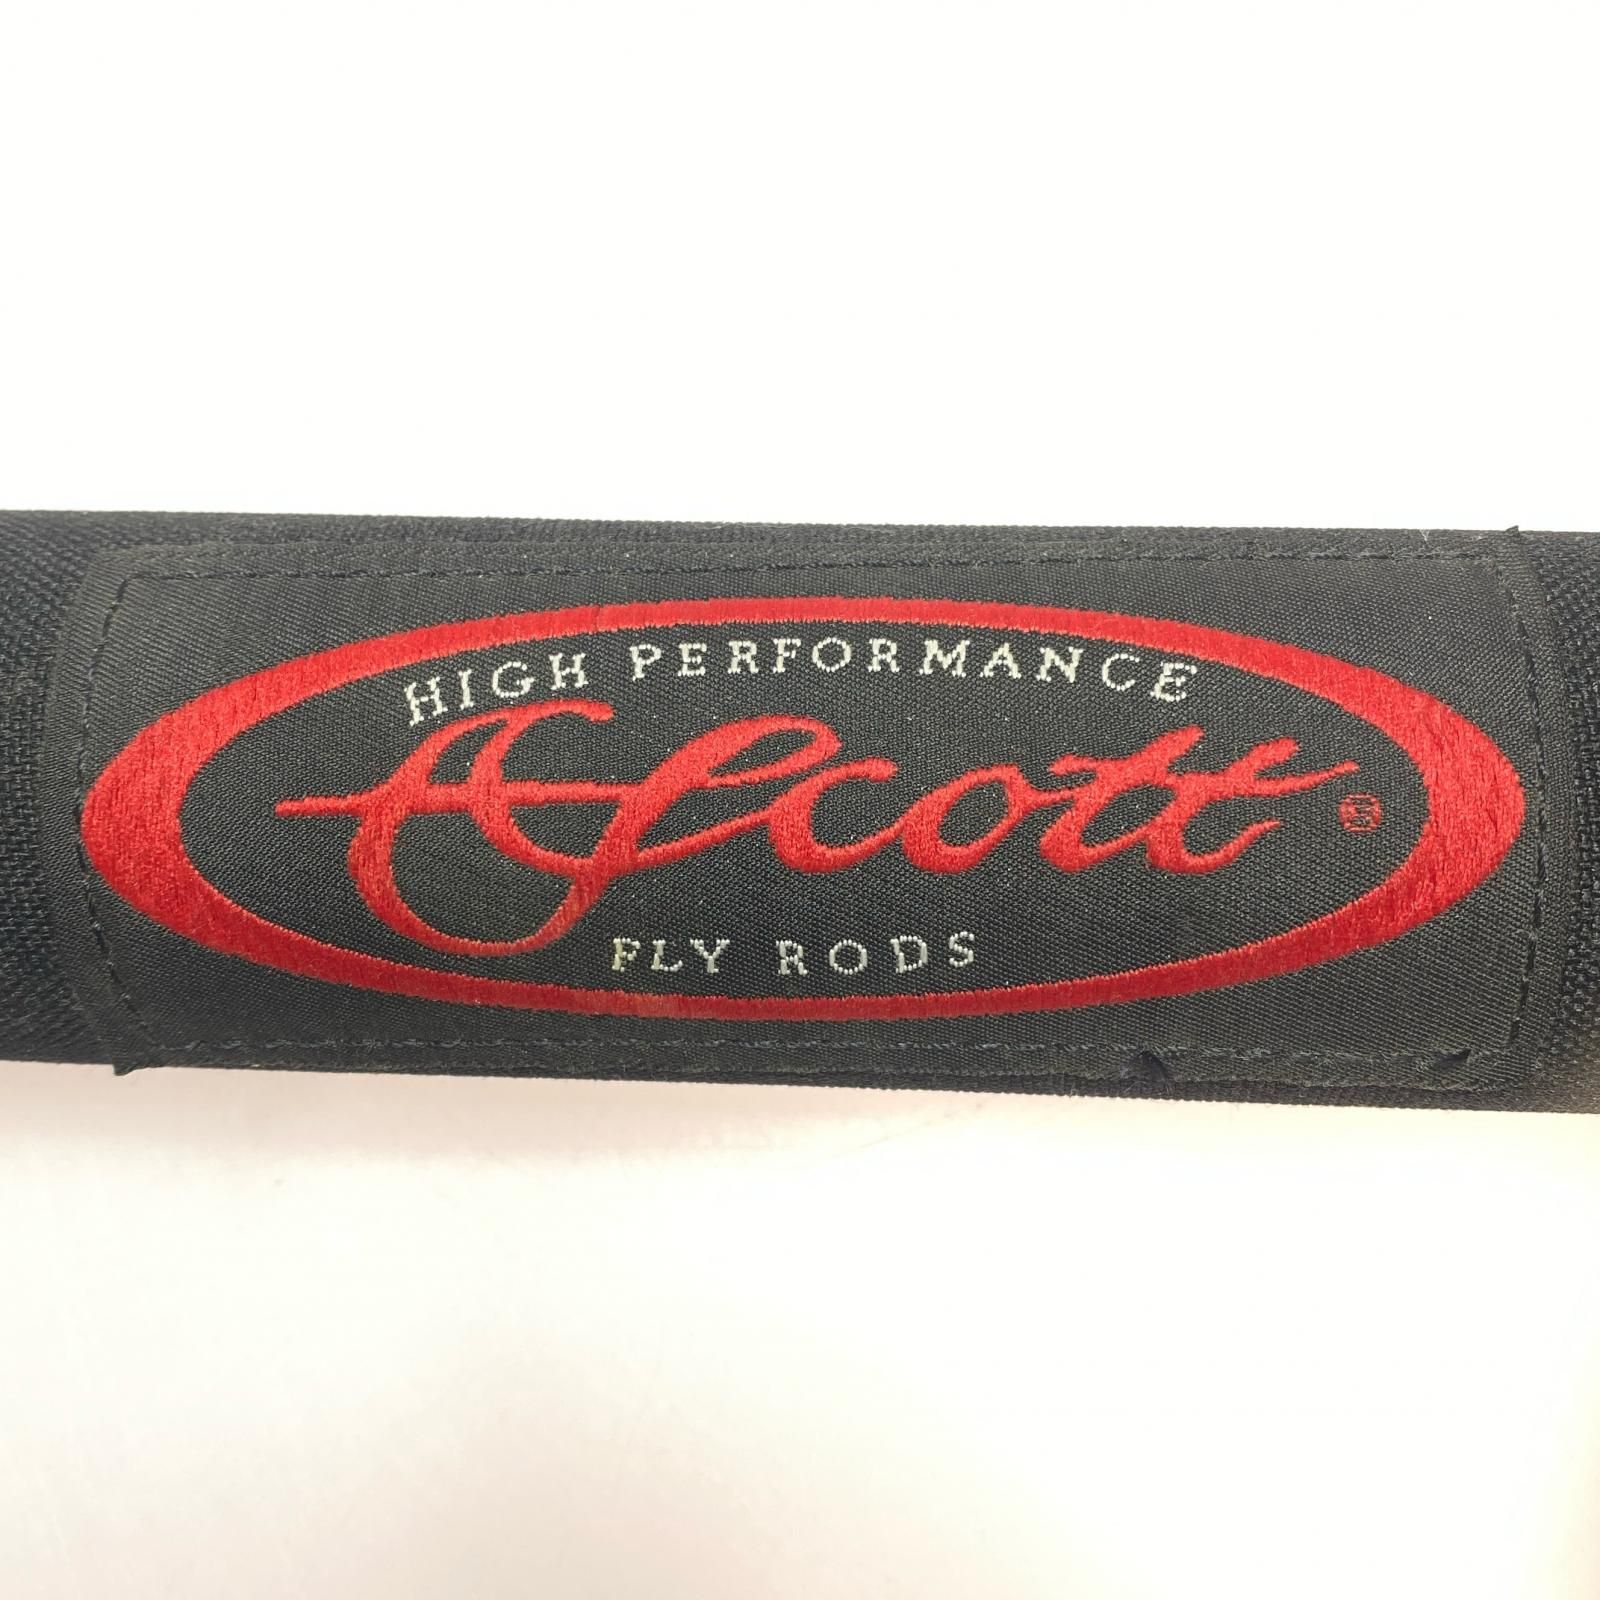 HIGH PERFORMANCE
Scott ®
FLY RODS